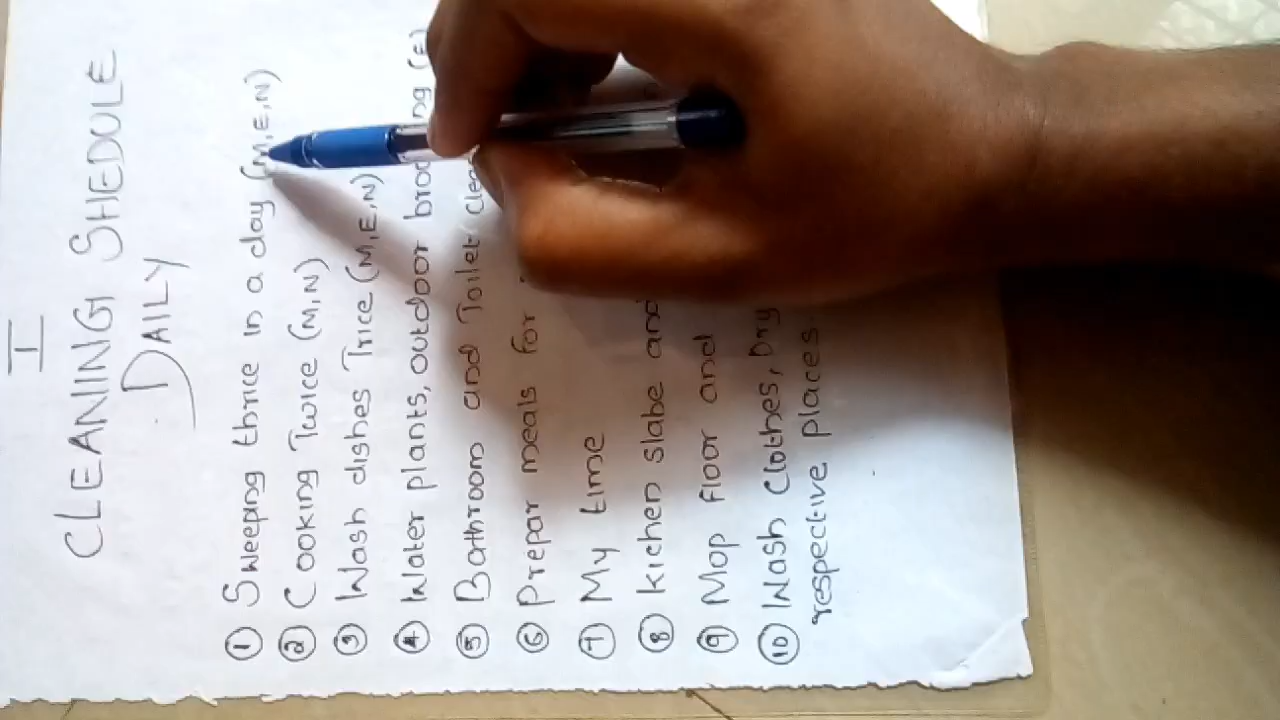 I
CLEANING SHEDULE
DAILY
① Sweeping thrice in a day (M,E,N)
② Cooking Twice (M,N)
③ Wash dishes Trice (M,E,N)
④ Water plants, outdoor (E)
⑤ Bathroom and Toilet
⑥ Prepar meals for
⑦ My time
⑧ kichen slabe and
⑨ Mop floor and
⑩ Wash Clothes, Dry
respective places.